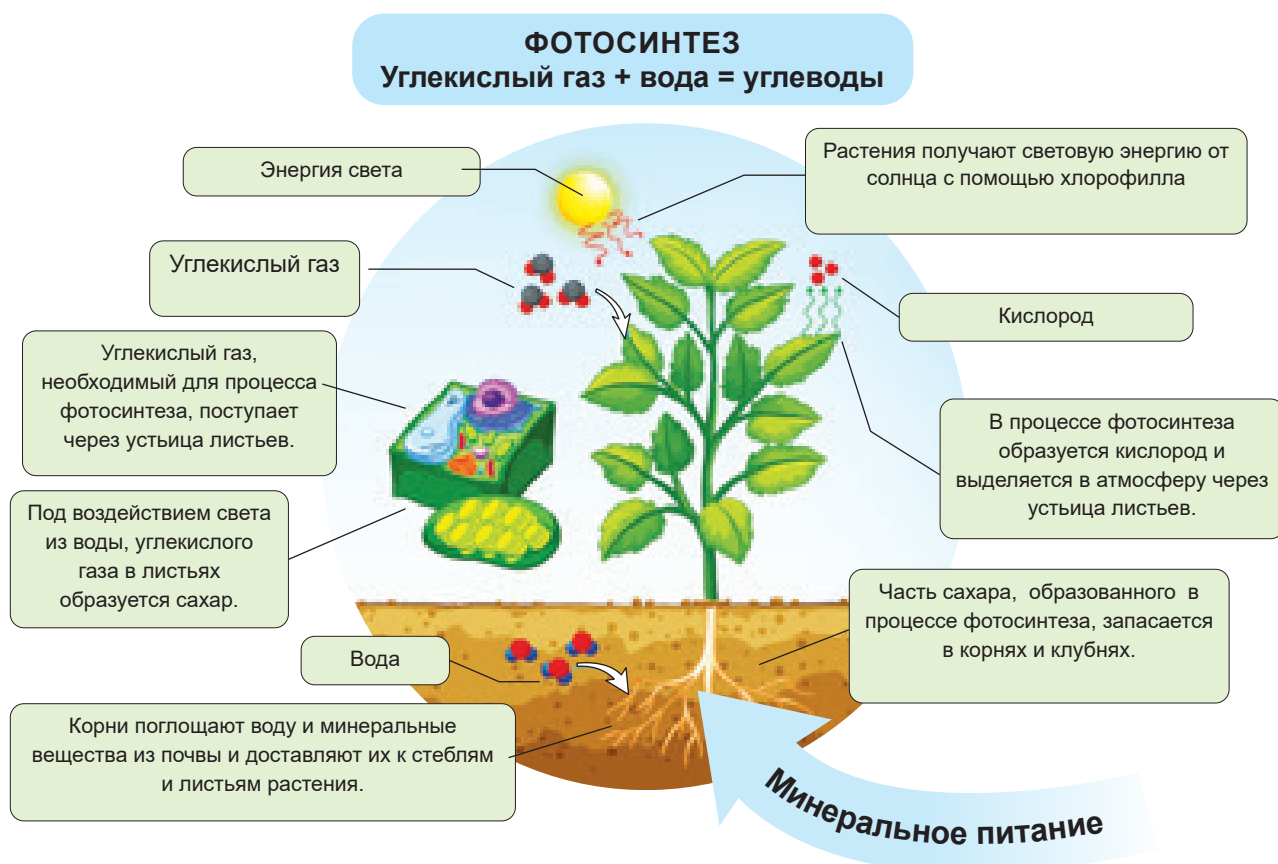 ФОТОСИНТЕЗ
Углекислый газ + вода = углеводы
Энергия света
Растения получают световую энергию от
солнца с помощью хлорофилла
Углекислый газ
Кислород
Углекислый газ,
необходимый для процесса
фотосинтеза, поступает
через устьица листьев.
В процессе фотосинтеза
образуется кислород и
выделяется в атмосферу через
устьица листьев.
Под воздействием света
из воды, углекислого
газа в листьях
образуется сахар.
Часть сахара, образованного в
процессе фотосинтеза, запасается
в корнях и клубнях.
Вода
Корни поглощают воду и минеральные
вещества из почвы и доставляют их к стеблям
и листьям растения.
Минеральное питание